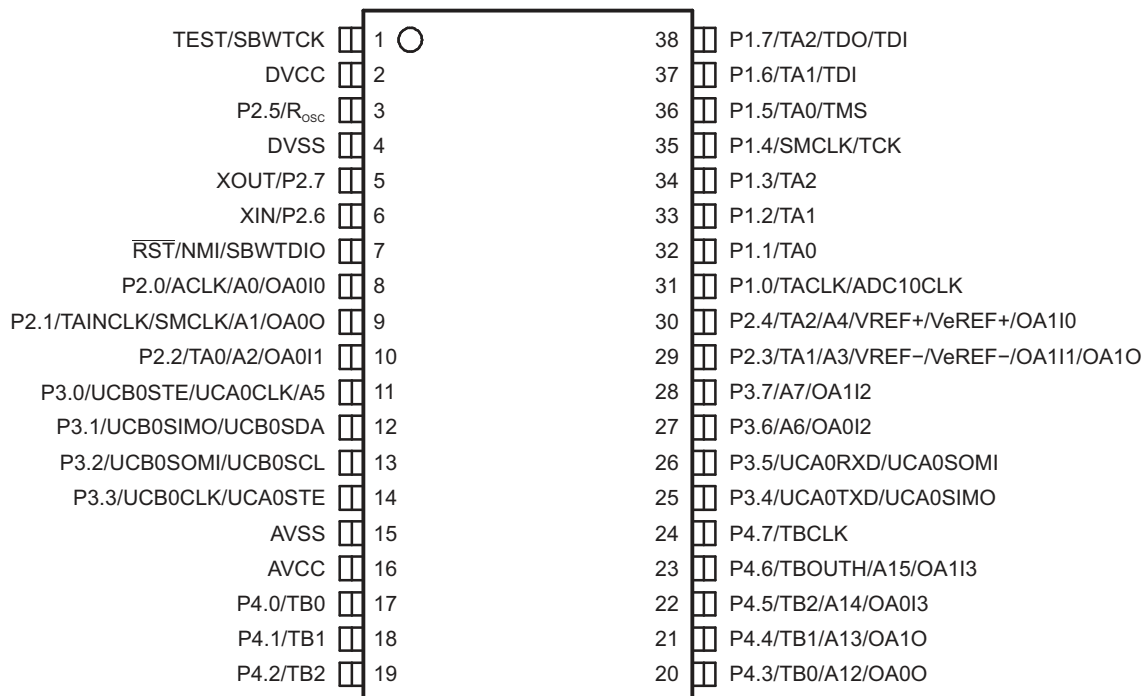 TEST/SBWTCK 1 38 P1.7/TA2/TDO/TDI
DVCC 2 37 P1.6/TA1/TDI
P2.5/ROSC 3 36 P1.5/TA0/TMS
DVSS 4 35 P1.4/SMCLK/TCK
XOUT/P2.7 5 34 P1.3/TA2
XIN/P2.6 6 33 P1.2/TA1
RST/NMI/SBWTDIO 7 32 P1.1/TA0
P2.0/ACLK/A0/OA0I0 8 31 P1.0/TACLK/ADC10CLK
P2.1/TAINCLK/SMCLK/A1/OA0O 9 30 P2.4/TA2/A4/VREF+/VeREF+/OA1I0
P2.2/TA0/A2/OA0I1 10 29 P2.3/TA1/A3/VREF−/VeREF−/OA1I1/OA1O
P3.0/UCB0STE/UCA0CLK/A5 11 28 P3.7/A7/OA1I2
P3.1/UCB0SIMO/UCB0SDA 12 27 P3.6/A6/OA0I2
P3.2/UCB0SOMI/UCB0SCL 13 26 P3.5/UCA0RXD/UCA0SOMI
P3.3/UCB0CLK/UCA0STE 14 25 P3.4/UCA0TXD/UCA0SIMO
AVSS 15 24 P4.7/TBCLK
AVCC 16 23 P4.6/TBOUTH/A15/OA1I3
P4.0/TB0 17 22 P4.5/TB2/A14/OA0I3
P4.1/TB1 18 21 P4.4/TB1/A13/OA1O
P4.2/TB2 19 20 P4.3/TB0/A12/OA0O